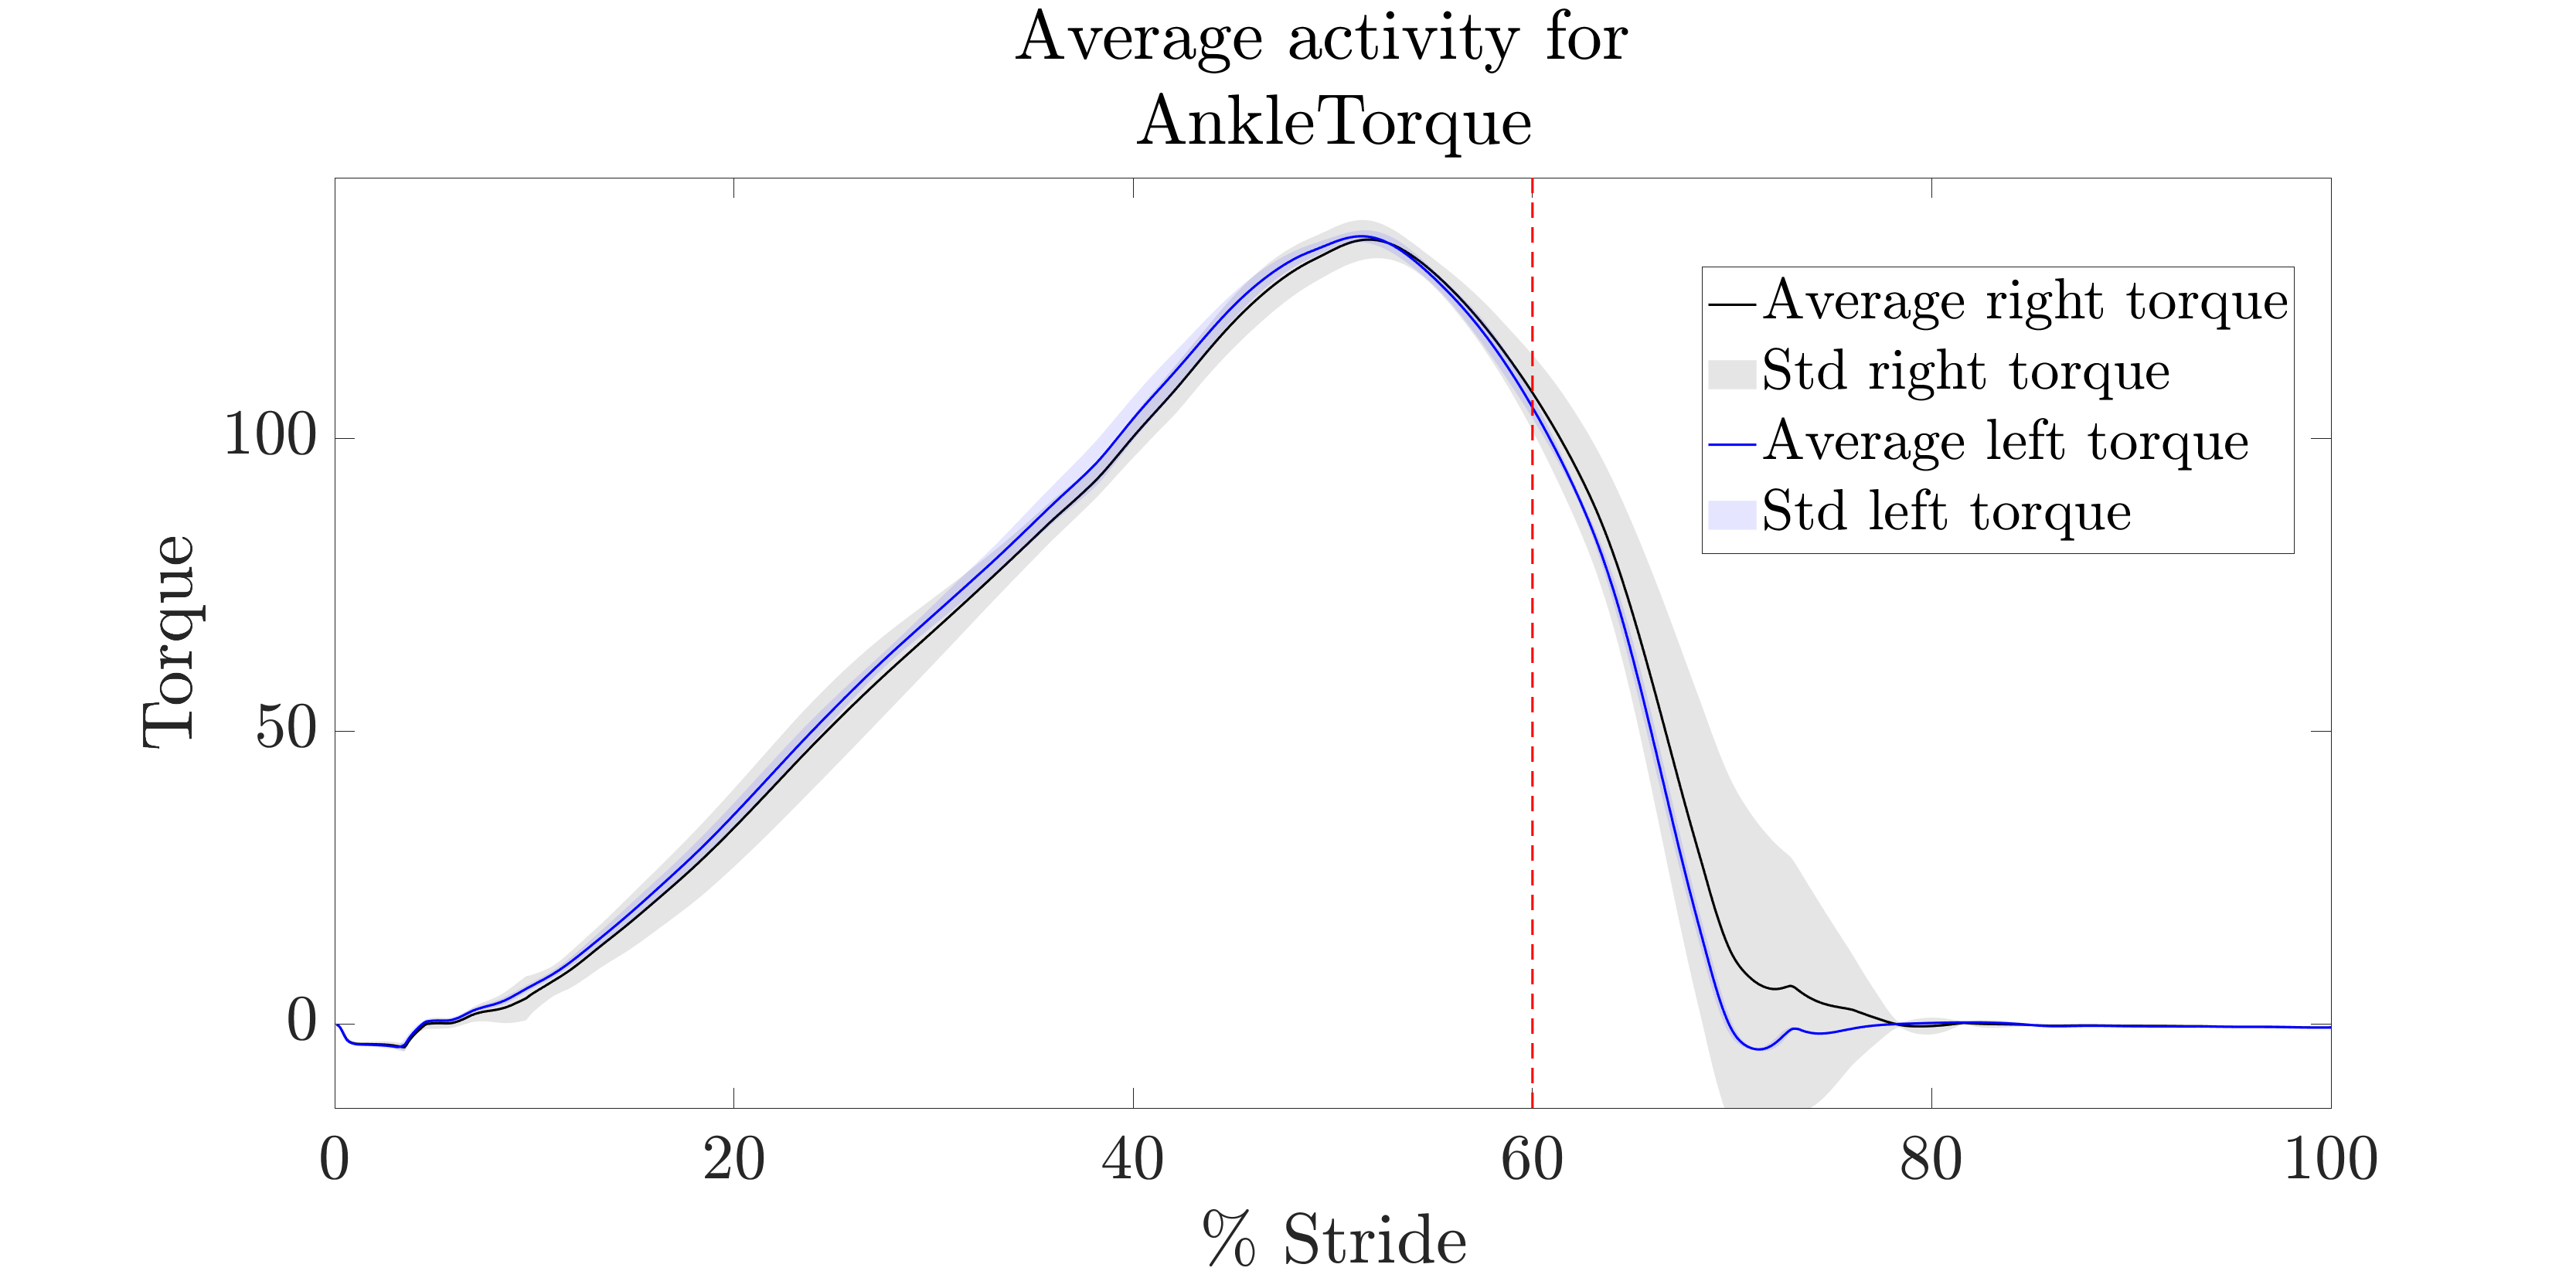 Average activity for
AnkleTorque
Average right torque
Std right torque
Average left torque
Std left torque
Torque
100
50
0
0 20 40 60 80 100
% Stride